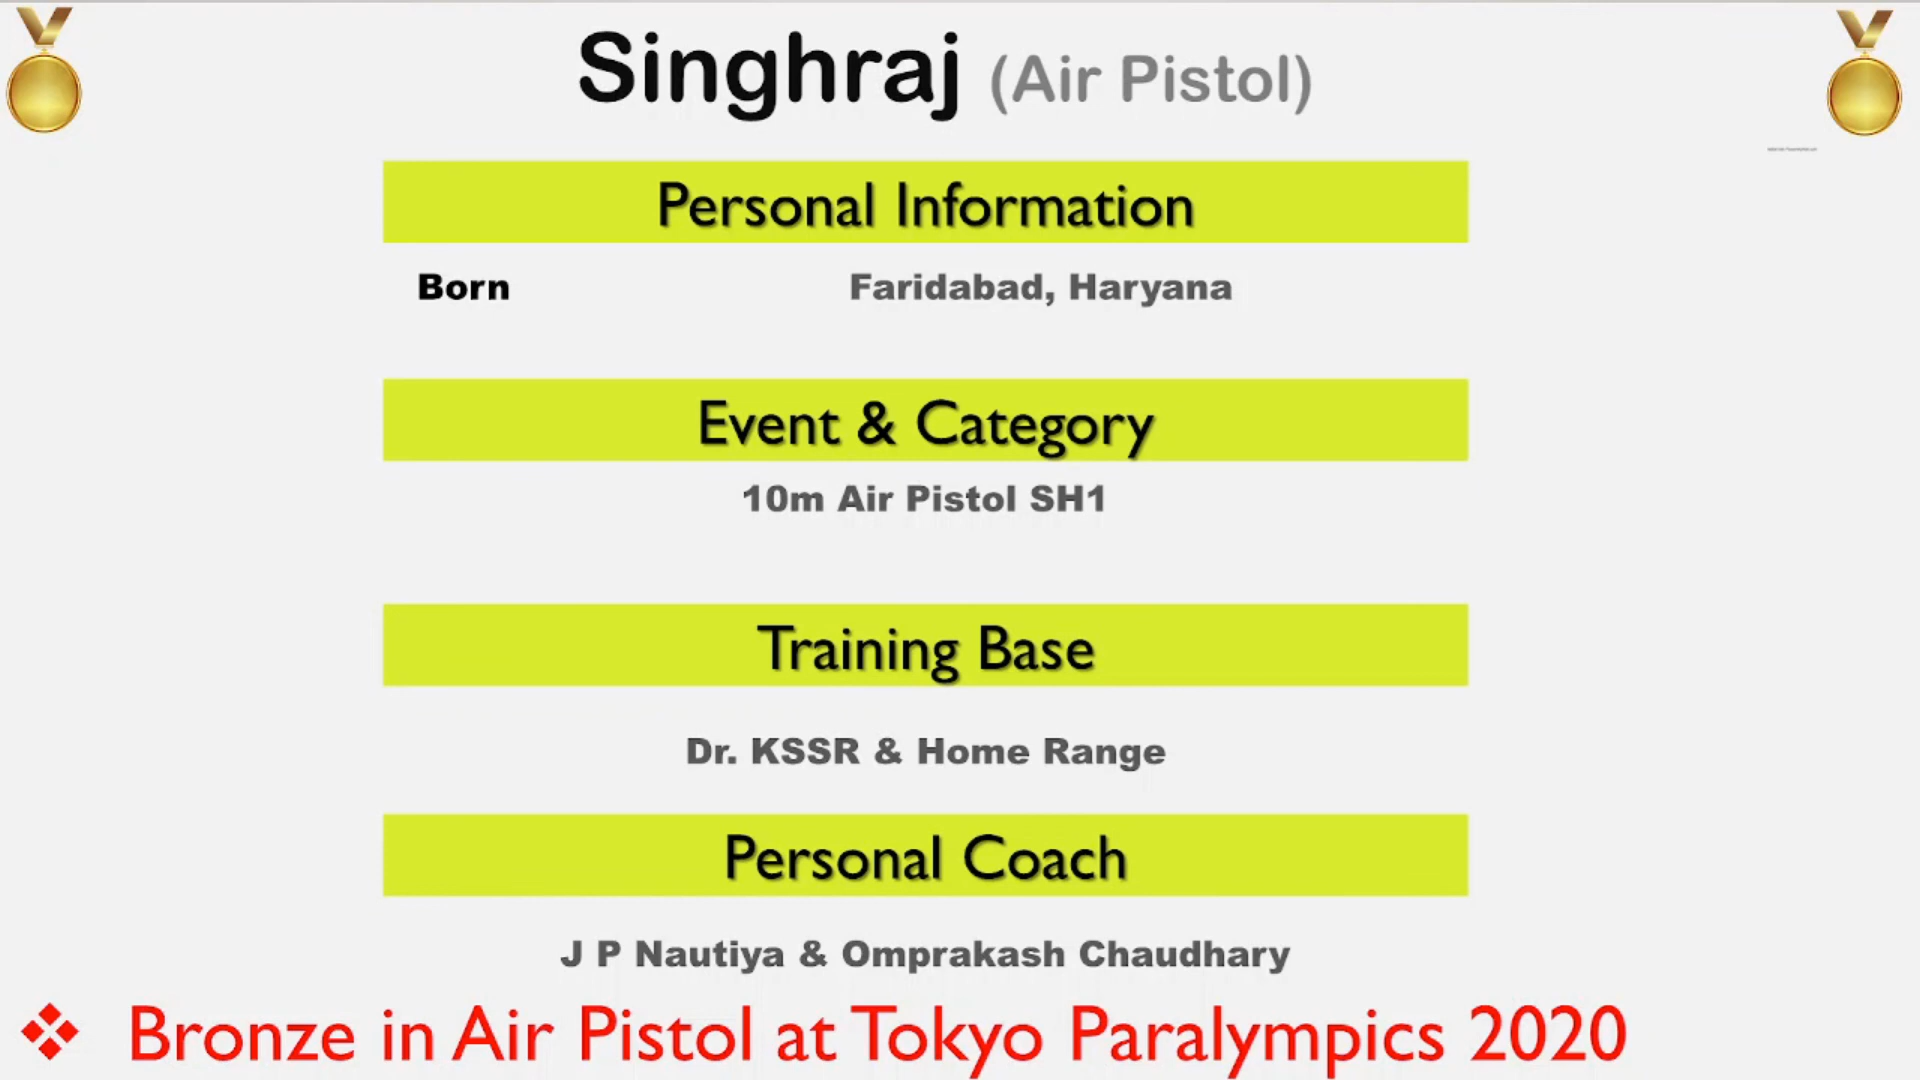 Singhraj (Air Pistol)
Personal Information
Born Faridabad, Haryana
Event & Category
10m Air Pistol SH1
Training Base
Dr. KSSR & Home Range
Personal Coach
J P Nautiya & Omprakash Chaudhary
❖ Bronze in Air Pistol at Tokyo Paralympics 2020